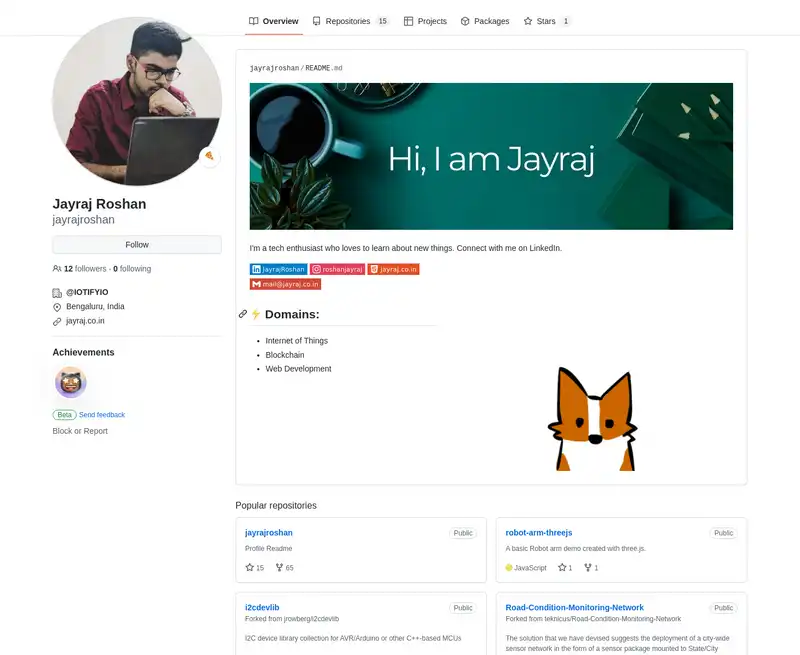 Overview Repositories 15 Projects Packages Stars 1
Jayraj Roshan
jayrajroshan
Follow
12 followers · 0 following
@IOTIFYIO
Bengaluru, India
jayraj.co.in
Achievements
Beta Send feedback
Block or Report
jayrajroshan/README.md
Hi, I am Jayraj
I'm a tech enthusiast who loves to learn about new things. Connect with me on LinkedIn.
JayrajRoshan roshanjayraj jayraj.co.in
mail@jayraj.co.in
⚡ Domains:
• Internet of Things
• Blockchain
• Web Development
Popular repositories
jayrajroshan Public
Profile Readme
15 65
robot-arm-threejs Public
A basic Robot arm demo created with three.js.
JavaScript 1 1
i2cdevlib Public
Forked from jrowberg/i2cdevlib
I2C device library collection for AVR/Arduino or other C++-based MCUs
Road-Condition-Monitoring-Network Public
Forked from teknicus/Road-Condition-Monitoring-Network
The solution that we have devised suggests the deployment of a city-wide
sensor network in the form of a sensor package mounted to State/City